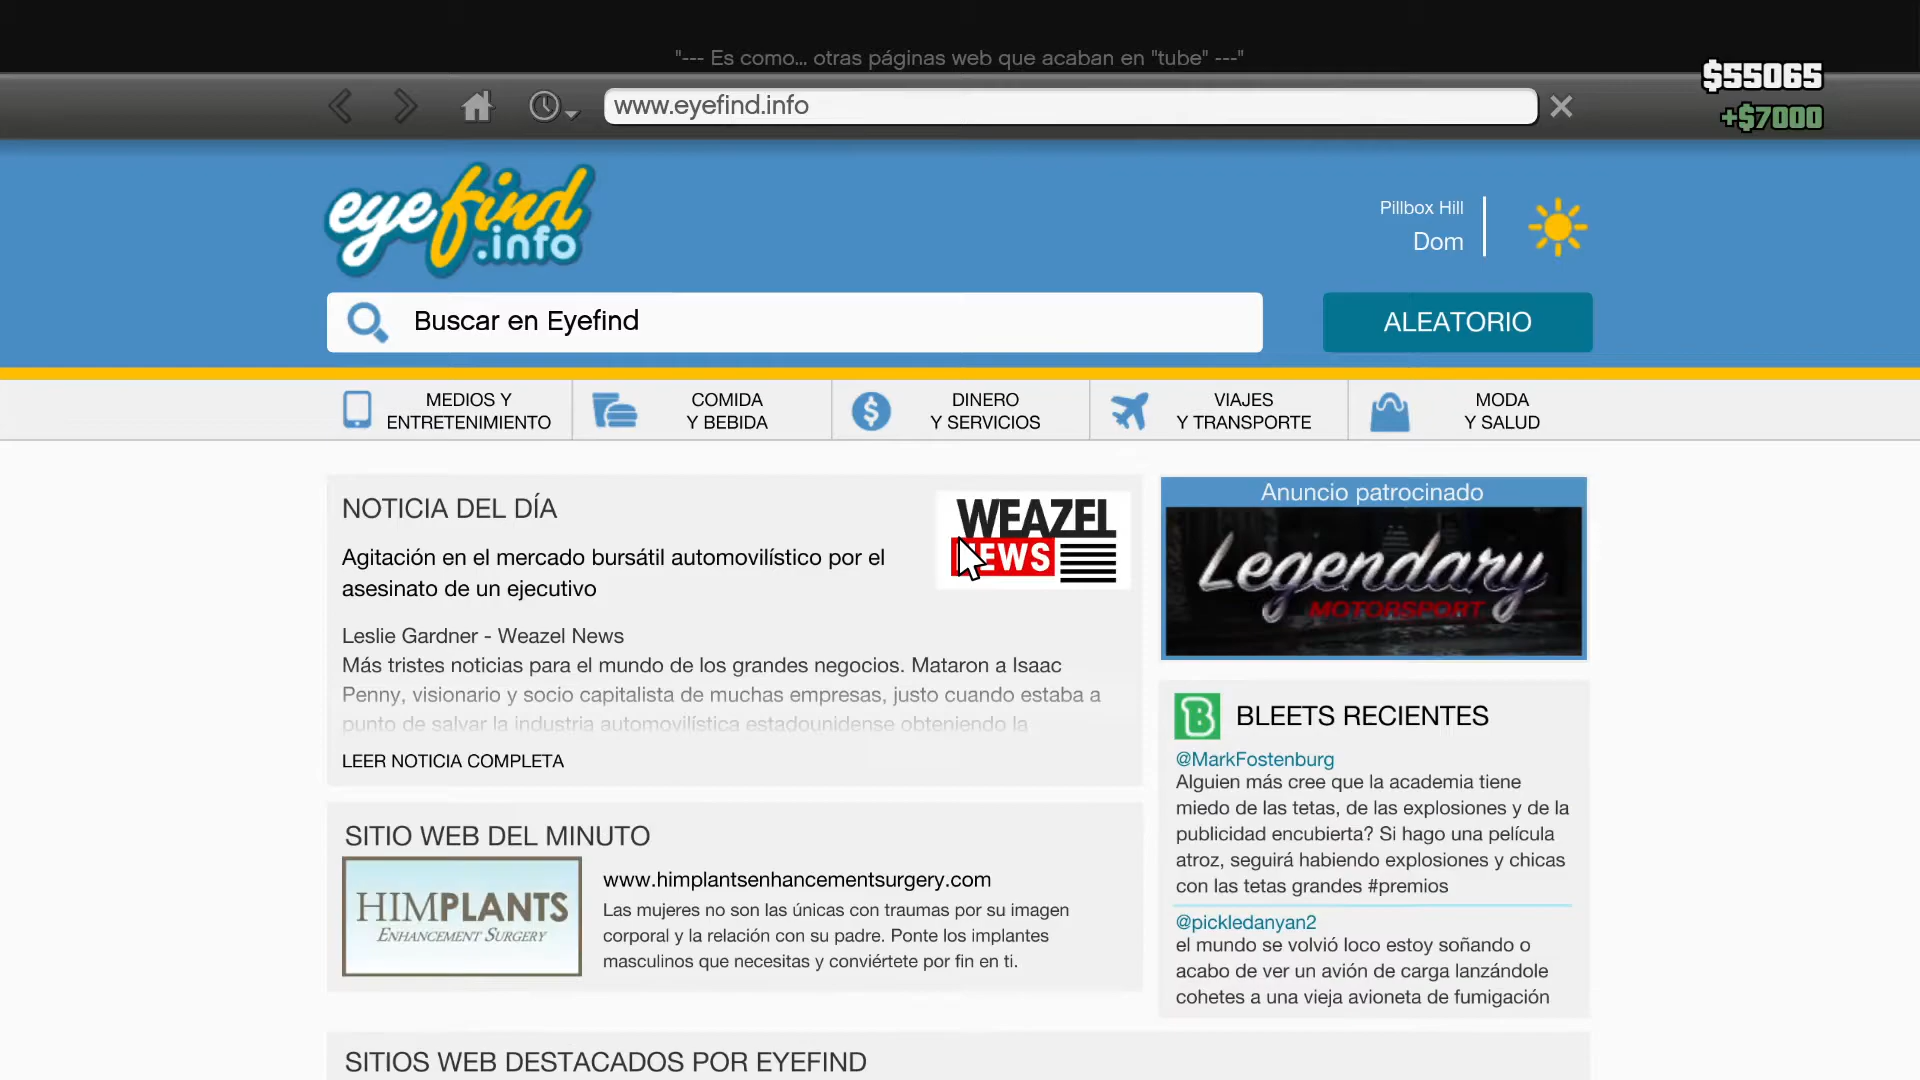 "--- Es como... otras páginas web que acaban en "tube" ---"
$55065
www.eyefind.info
+$7000
eyefind
.info
Pillbox Hill
Dom
Buscar en Eyefind
ALEATORIO
MEDIOS Y
ENTRETENIMIENTO
COMIDA
Y BEBIDA
DINERO
Y SERVICIOS
VIAJES
Y TRANSPORTE
MODA
Y SALUD
NOTICIA DEL DÍA
WEAZEL
NEWS
Agitación en el mercado bursátil automovilístico por el
asesinato de un ejecutivo
Leslie Gardner - Weazel News
Más tristes noticias para el mundo de los grandes negocios. Mataron a Isaac
Penny, visionario y socio capitalista de muchas empresas, justo cuando estaba a
punto de salvar la industria automovilística estadounidense obteniendo la
LEER NOTICIA COMPLETA
Anuncio patrocinado
Legendary
MOTORSPORT
BLEETS RECIENTES
@MarkFostenburg
Alguien más cree que la academia tiene
miedo de las tetas, de las explosiones y de la
publicidad encubierta? Si hago una película
atroz, seguirá habiendo explosiones y chicas
con las tetas grandes #premios
@pickledanyan2
el mundo se volvió loco estoy soñando o
acabo de ver un avión de carga lanzándole
cohetes a una vieja avioneta de fumigación
SITIO WEB DEL MINUTO
HIMPLANTS
ENHANCEMENT SURGERY
www.himplantsenhancementsurgery.com
Las mujeres no son las únicas con traumas por su imagen
corporal y la relación con su padre. Ponte los implantes
masculinos que necesitas y conviértete por fin en ti.
SITIOS WEB DESTACADOS POR EYEFIND